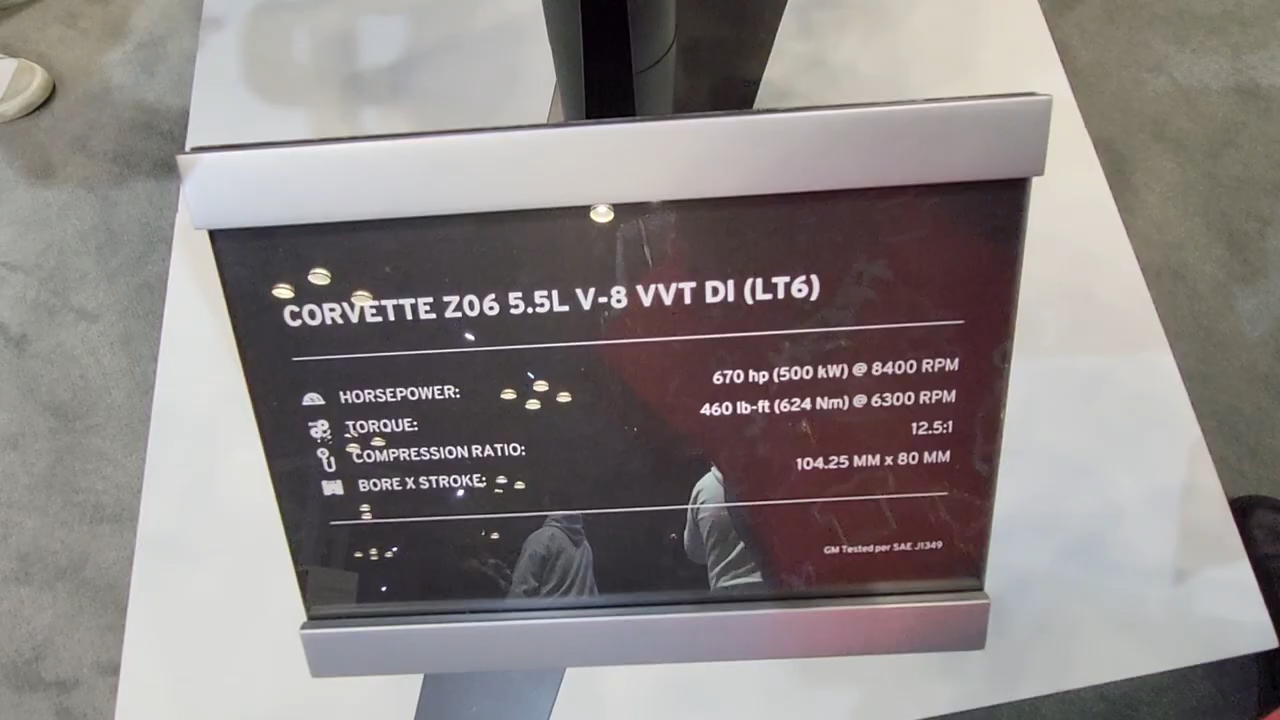 CORVETTE Z06 5.5L V-8 VVT DI (LT6)
HORSEPOWER: 670 hp (500 kW) @ 8400 RPM
TORQUE: 460 lb-ft (624 Nm) @ 6300 RPM
COMPRESSION RATIO: 12.5:1
BORE X STROKE: 104.25 MM x 80 MM
GM Tested per SAE J1349